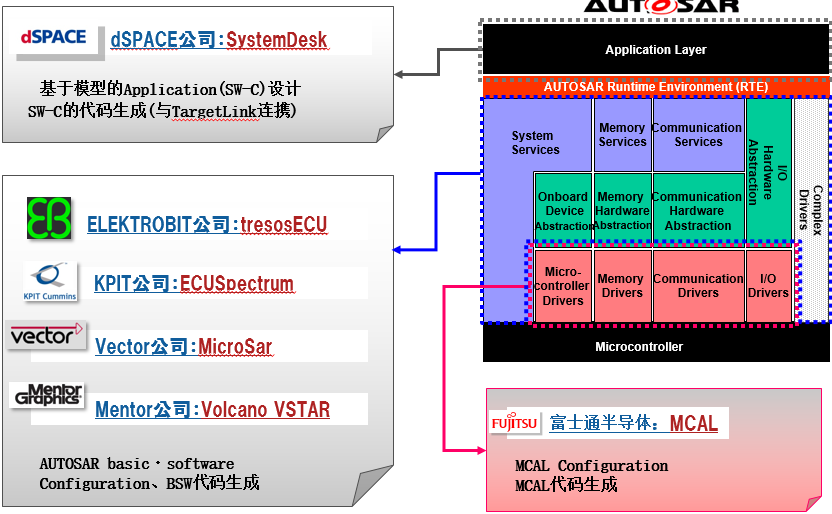 dSPACE
dSPACE公司:SystemDesk
基于模型的Application(SW-C)设计
SW-C的代码生成(与TargetLink连携)
EB
ELEKTROBIT公司:tresosECU
KPIT Cummins
KPIT公司:ECUSpectrum
vector
Vector公司:MicroSar
Mentor
Graphics
Mentor公司:Volcano VSTAR
AUTOSAR basic・software
Configuration、BSW代码生成
AUTOSAR
Application Layer
AUTOSAR Runtime Environment (RTE)
System
Services
Memory
Services
Communication
Services
I/O
Hardware
Abstraction
Complex
Drivers
Onboard
Device
Abstraction
Memory
Hardware
Abstraction
Communication
Hardware
Abstraction
Micro-
controller
Drivers
Memory
Drivers
Communication
Drivers
I/O
Drivers
Microcontroller
FUJITSU
富士通半导体: MCAL
MCAL Configuration
MCAL代码生成